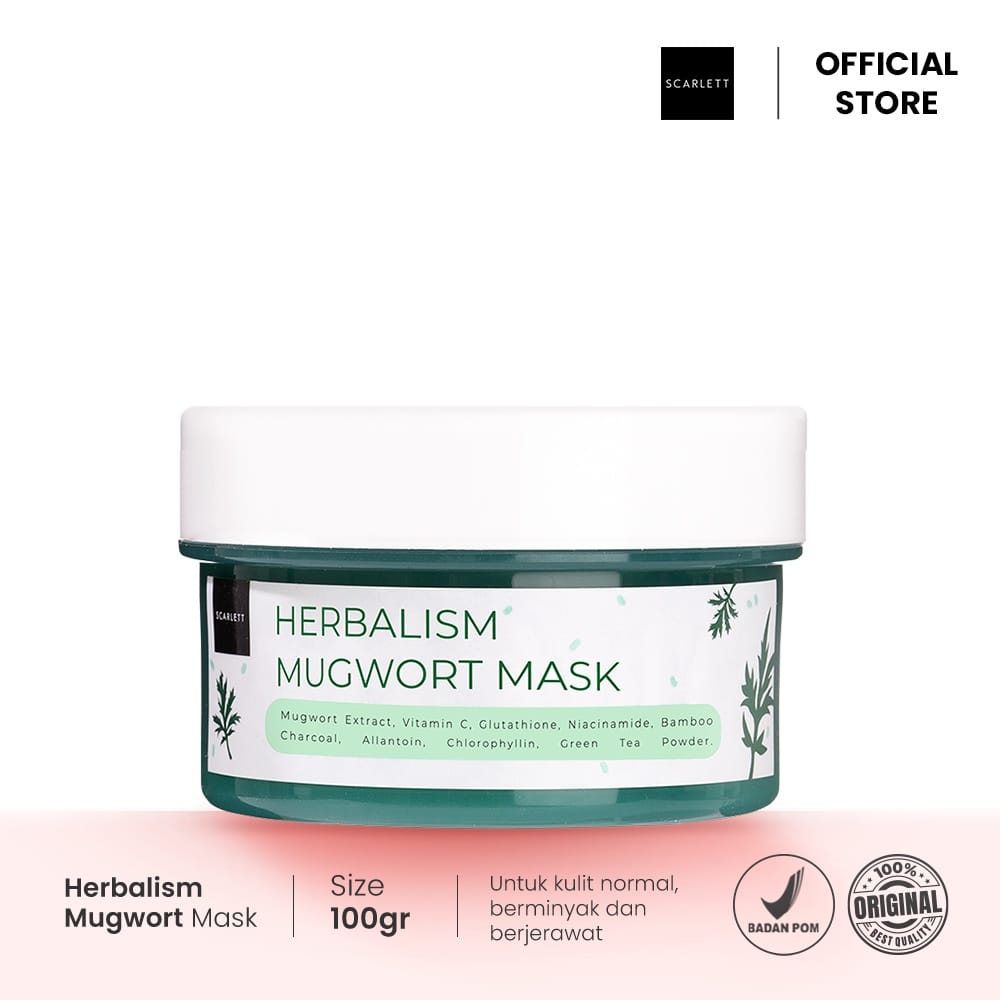 SCARLETT
OFFICIAL
STORE
SCARLETT
HERBALISM
MUGWORT MASK
Mugwort Extract, Vitamin C, Glutathione, Niacinamide, Bamboo
Charcoal, Allantoin, Chlorophyllin, Green Tea Powder.
Herbalism
Mugwort Mask
Size
100gr
Untuk kulit normal,
berminyak dan
berjerawat
BADAN POM
100%
ORIGINAL
BEST QUALITY